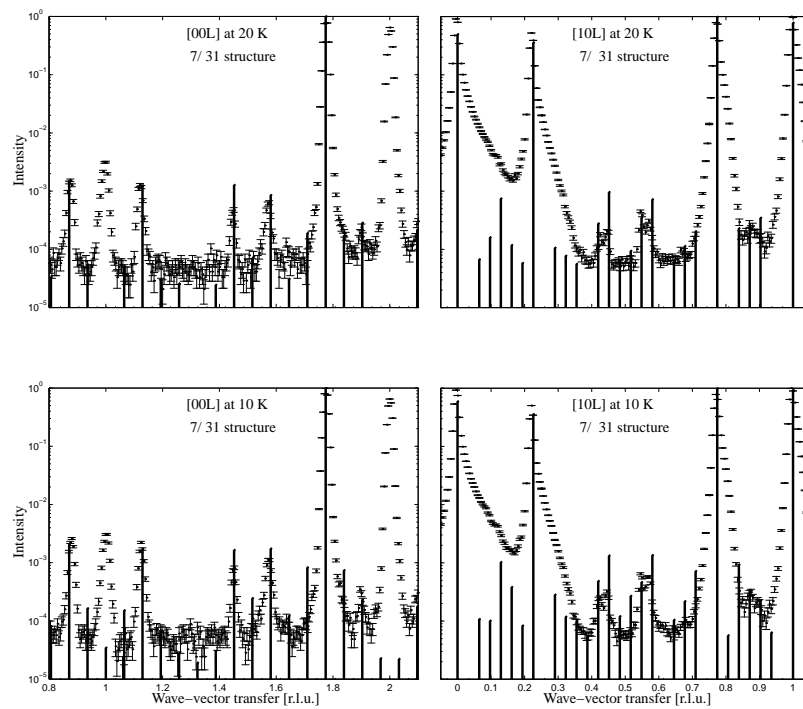 [00L] at 20 K
7/ 31 structure
Intensity
10⁰
10⁻¹
10⁻²
10⁻³
10⁻⁴
10⁻⁵
[10L] at 20 K
7/ 31 structure
[00L] at 10 K
7/ 31 structure
Intensity
10⁰
10⁻¹
10⁻²
10⁻³
10⁻⁴
10⁻⁵
0.8 1 1.2 1.4 1.6 1.8 2
Wave−vector transfer [r.l.u.]
[10L] at 10 K
7/ 31 structure
0 0.1 0.2 0.3 0.4 0.5 0.6 0.7 0.8 0.9 1
Wave−vector transfer [r.l.u.]